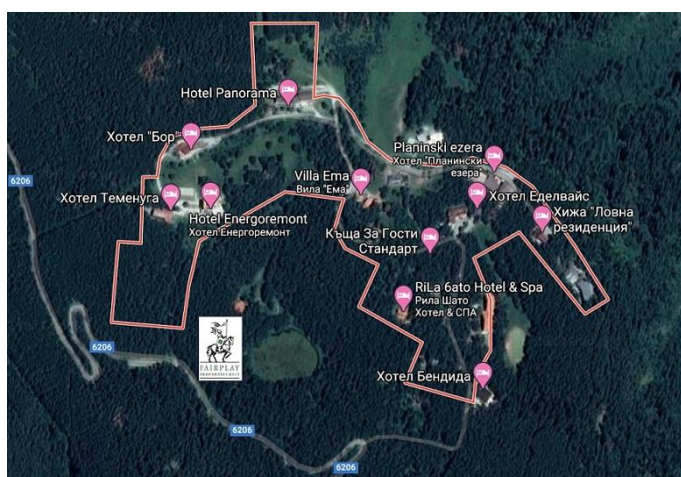 Hotel Panorama
Хотел "Бор"
Planinski ezera
Хотел "Планински
езера"
6206
Villa Ema
Вила "Ема"
Хотел Теменуга
Хотел Еделвайс
Hotel Energoremont
Хотел Енергоремонт
Хижа "Ловна
резиденция"
Къща За Гости
Стандарт
RiLa 6ato Hotel & Spa
Рила Шато
Хотел & СПА
6206
FAIRPLAY
Хотел Бендида
6206
6206